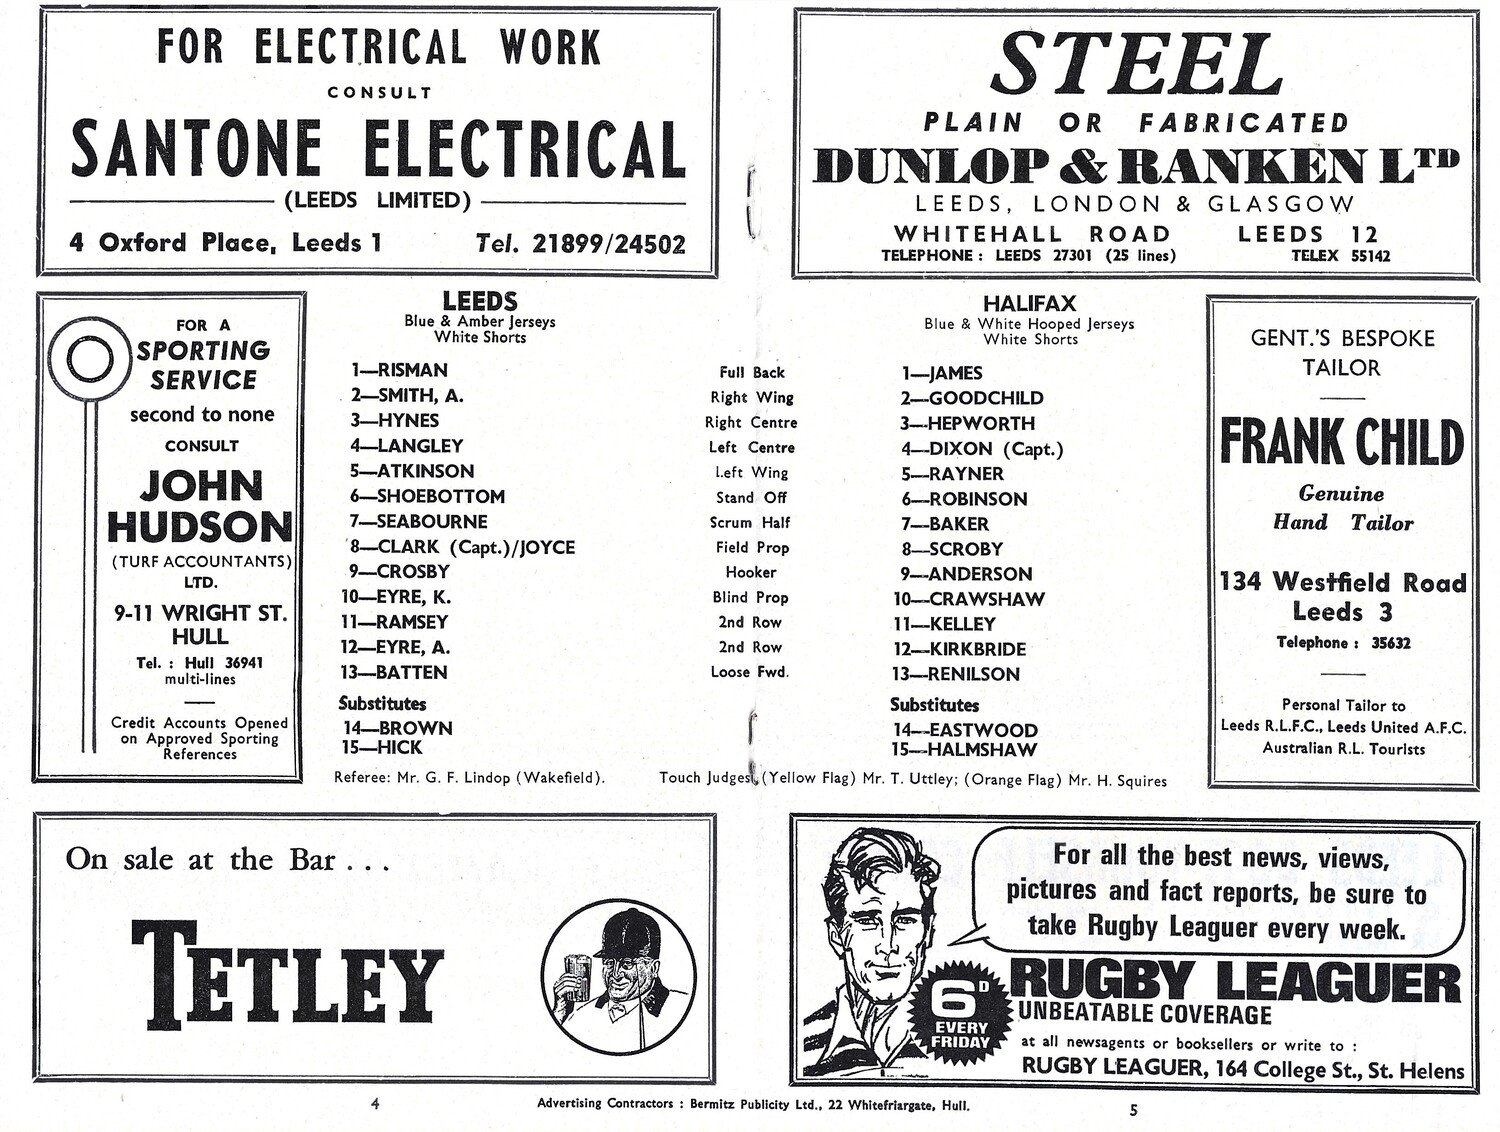 FOR ELECTRICAL WORK
CONSULT
SANTONE ELECTRICAL
(LEEDS LIMITED)
4 Oxford Place, Leeds 1 Tel. 21899/24502
STEEL
PLAIN OR FABRICATED
DUNLOP & RANKEN LTD
LEEDS, LONDON & GLASGOW
WHITEHALL ROAD LEEDS 12
TELEPHONE : LEEDS 27301 (25 lines) TELEX 55142
FOR A
SPORTING
SERVICE
second to none
CONSULT
JOHN
HUDSON
(TURF ACCOUNTANTS)
LTD.
9-11 WRIGHT ST.
HULL
Tel. : Hull 36941
multi-lines
Credit Accounts Opened
on Approved Sporting
References
LEEDS
Blue & Amber Jerseys
White Shorts
HALIFAX
Blue & White Hooped Jerseys
White Shorts
1—RISMAN Full Back 1—JAMES
2—SMITH, A. Right Wing 2—GOODCHILD
3—HYNES Right Centre 3—HEPWORTH
4—LANGLEY Left Centre 4—DIXON (Capt.)
5—ATKINSON Left Wing 5—RAYNER
6—SHOEBOTTOM Stand Off 6—ROBINSON
7—SEABOURNE Scrum Half 7—BAKER
8—CLARK (Capt.)/JOYCE Field Prop 8—SCROBY
9—CROSBY Hooker 9—ANDERSON
10—EYRE, K. Blind Prop 10—CRAWSHAW
11—RAMSEY 2nd Row 11—KELLEY
12—EYRE, A. 2nd Row 12—KIRKBRIDE
13—BATTEN Loose Fwd. 13—RENILSON
Substitutes Substitutes
14—BROWN 14—EASTWOOD
15—HICK 15—HALMSHAW
Referee: Mr. G. F. Lindop (Wakefield). Touch Judges, (Yellow Flag) Mr. T. Uttley; (Orange Flag) Mr. H. Squires
GENT.'S BESPOKE
TAILOR
FRANK CHILD
Genuine
Hand Tailor
134 Westfield Road
Leeds 3
Telephone : 35632
Personal Tailor to
Leeds R.L.F.C., Leeds United A.F.C.
Australian R.L. Tourists
On sale at the Bar . . .
TETLEY
For all the best news, views,
pictures and fact reports, be sure to
take Rugby Leaguer every week.
6D
EVERY
FRIDAY
RUGBY LEAGUER
UNBEATABLE COVERAGE
at all newsagents or booksellers or write to :
RUGBY LEAGUER, 164 College St., St. Helens
4 Advertising Contractors : Bermitz Publicity Ltd., 22 Whitefriargate, Hull. 5